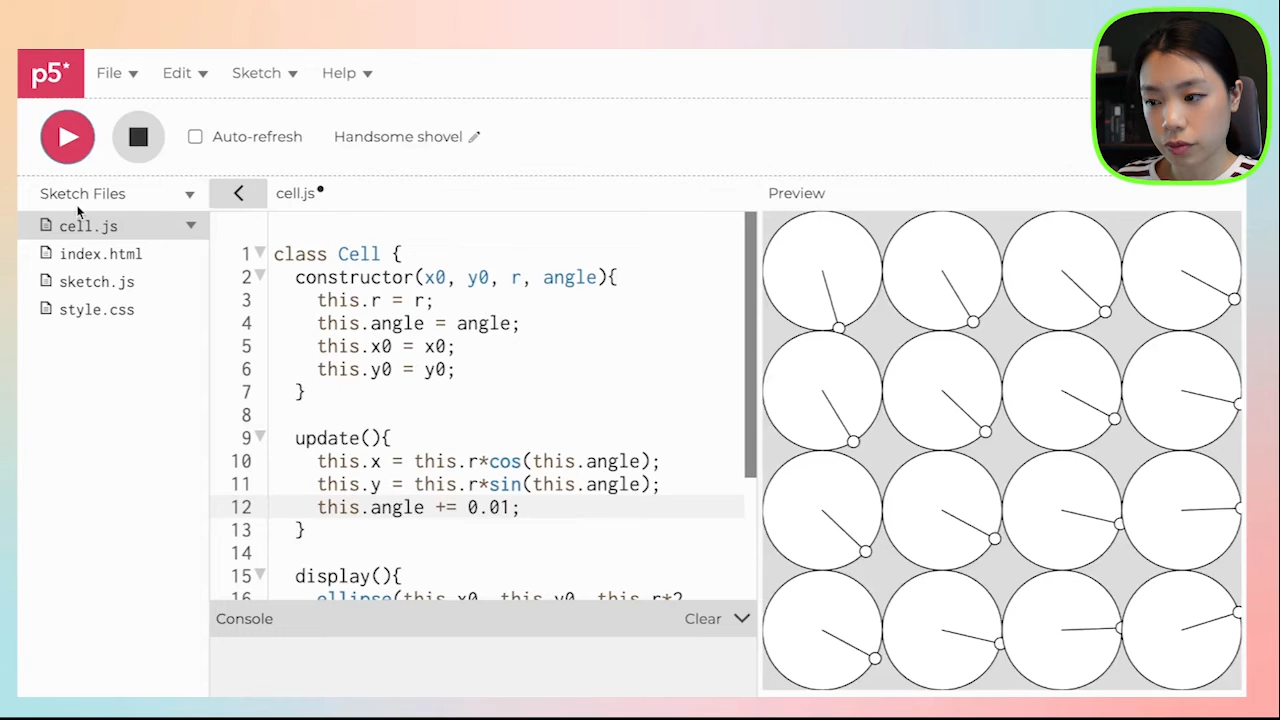 p5* File Edit Sketch Help
Auto-refresh Handsome shovel
Sketch Files cell.js Preview
cell.js
index.html
sketch.js
style.css
1 class Cell {
2 constructor(x0, y0, r, angle){
3 this.r = r;
4 this.angle = angle;
5 this.x0 = x0;
6 this.y0 = y0;
7 }
8
9 update(){
10 this.x = this.r*cos(this.angle);
11 this.y = this.r*sin(this.angle);
12 this.angle += 0.01;
13 }
14
15 display(){
16 ellipse(this.x0, this.y0, this.r*2
Console Clear